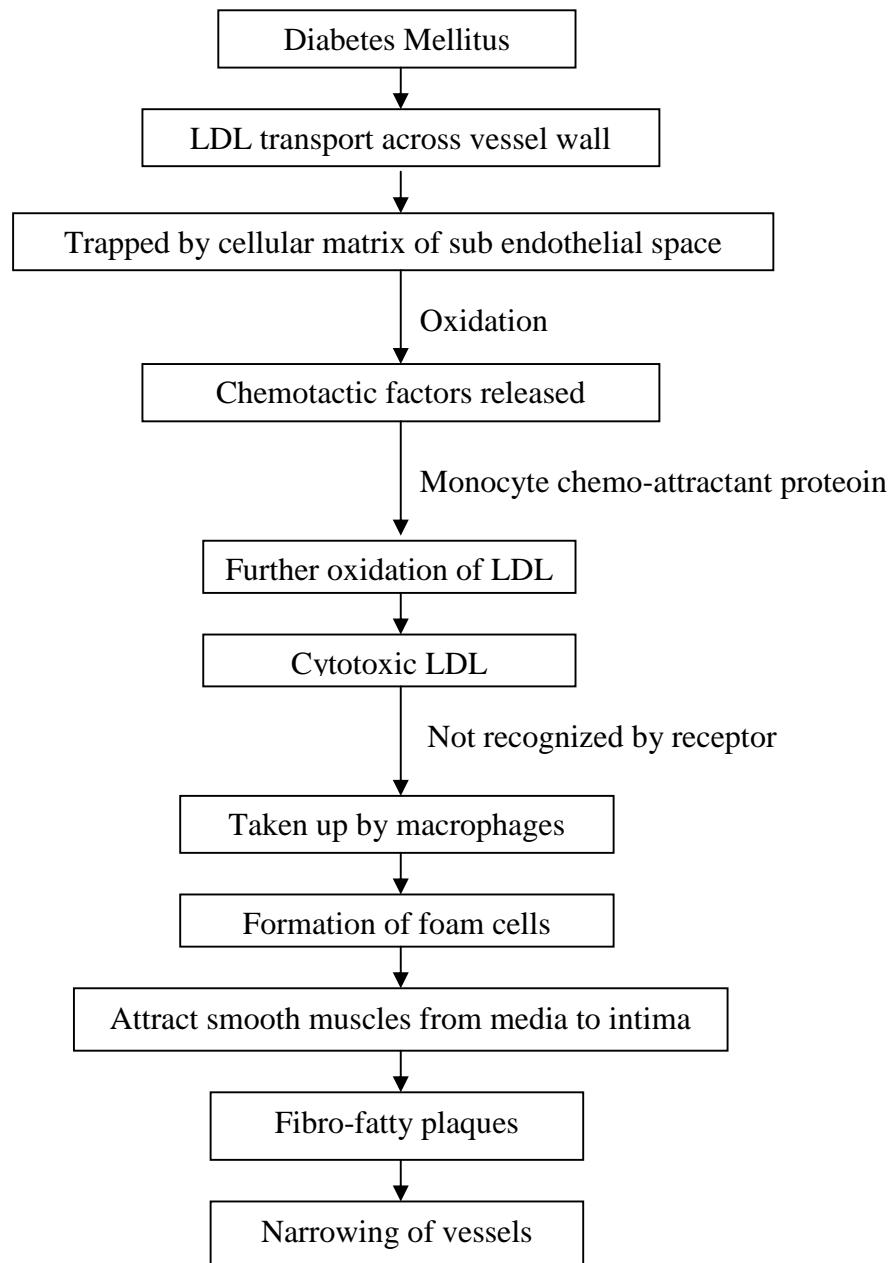 Diabetes Mellitus
LDL transport across vessel wall
Trapped by cellular matrix of sub endothelial space
Oxidation
Chemotactic factors released
Monocyte chemo-attractant proteoin
Further oxidation of LDL
Cytotoxic LDL
Not recognized by receptor
Taken up by macrophages
Formation of foam cells
Attract smooth muscles from media to intima
Fibro-fatty plaques
Narrowing of vessels